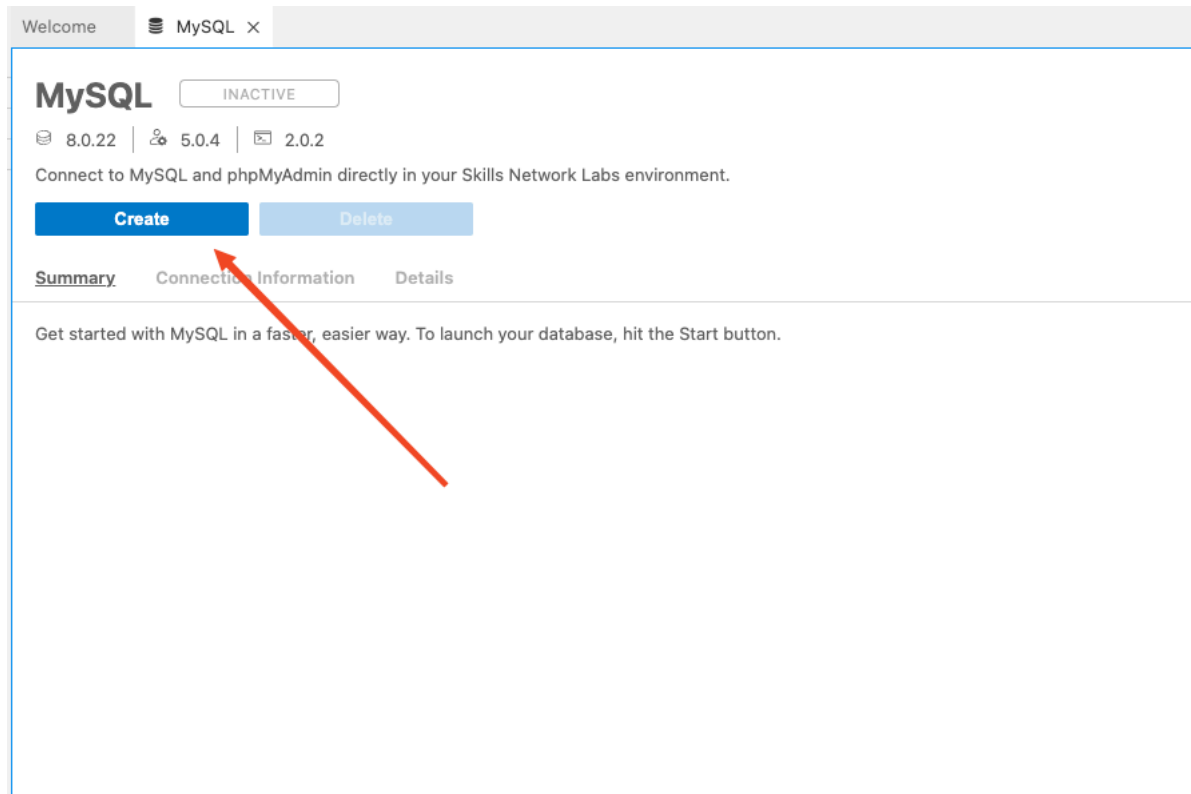 Welcome MySQL
MySQL INACTIVE
8.0.22 5.0.4 2.0.2
Connect to MySQL and phpMyAdmin directly in your Skills Network Labs environment.
Create Delete
Summary Connection Information Details
Get started with MySQL in a faster, easier way. To launch your database, hit the Start button.